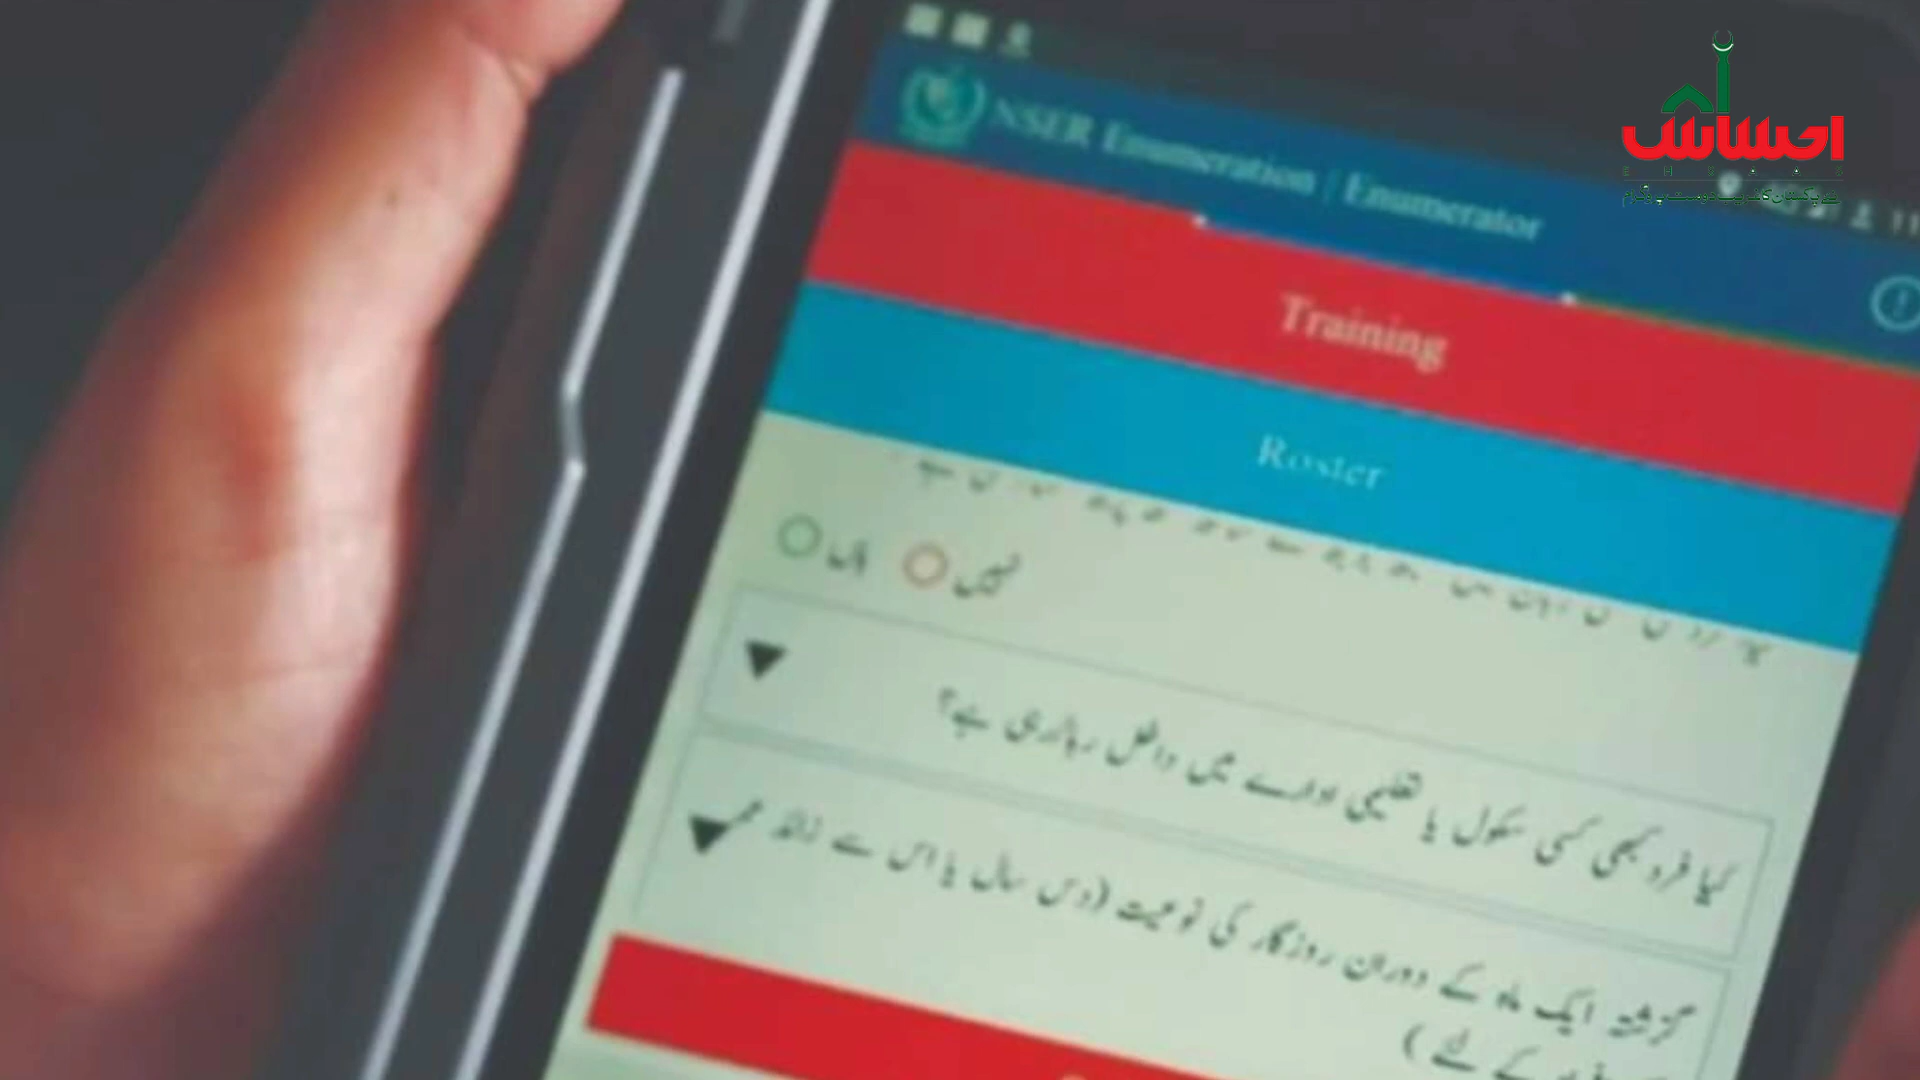 احساس
EHSAAS
NSER Enumeration | Enumerator
Training
Roster
ہاں
نہیں
کیا فرد کبھی کسی سکول یا تعلیمی ادارے میں داخل رہا/رہی ہے؟
گزشتہ ایک ماہ کے دوران روزگار کی نوعیت (دس سال یا اس سے زائد عمر
کے لئے )